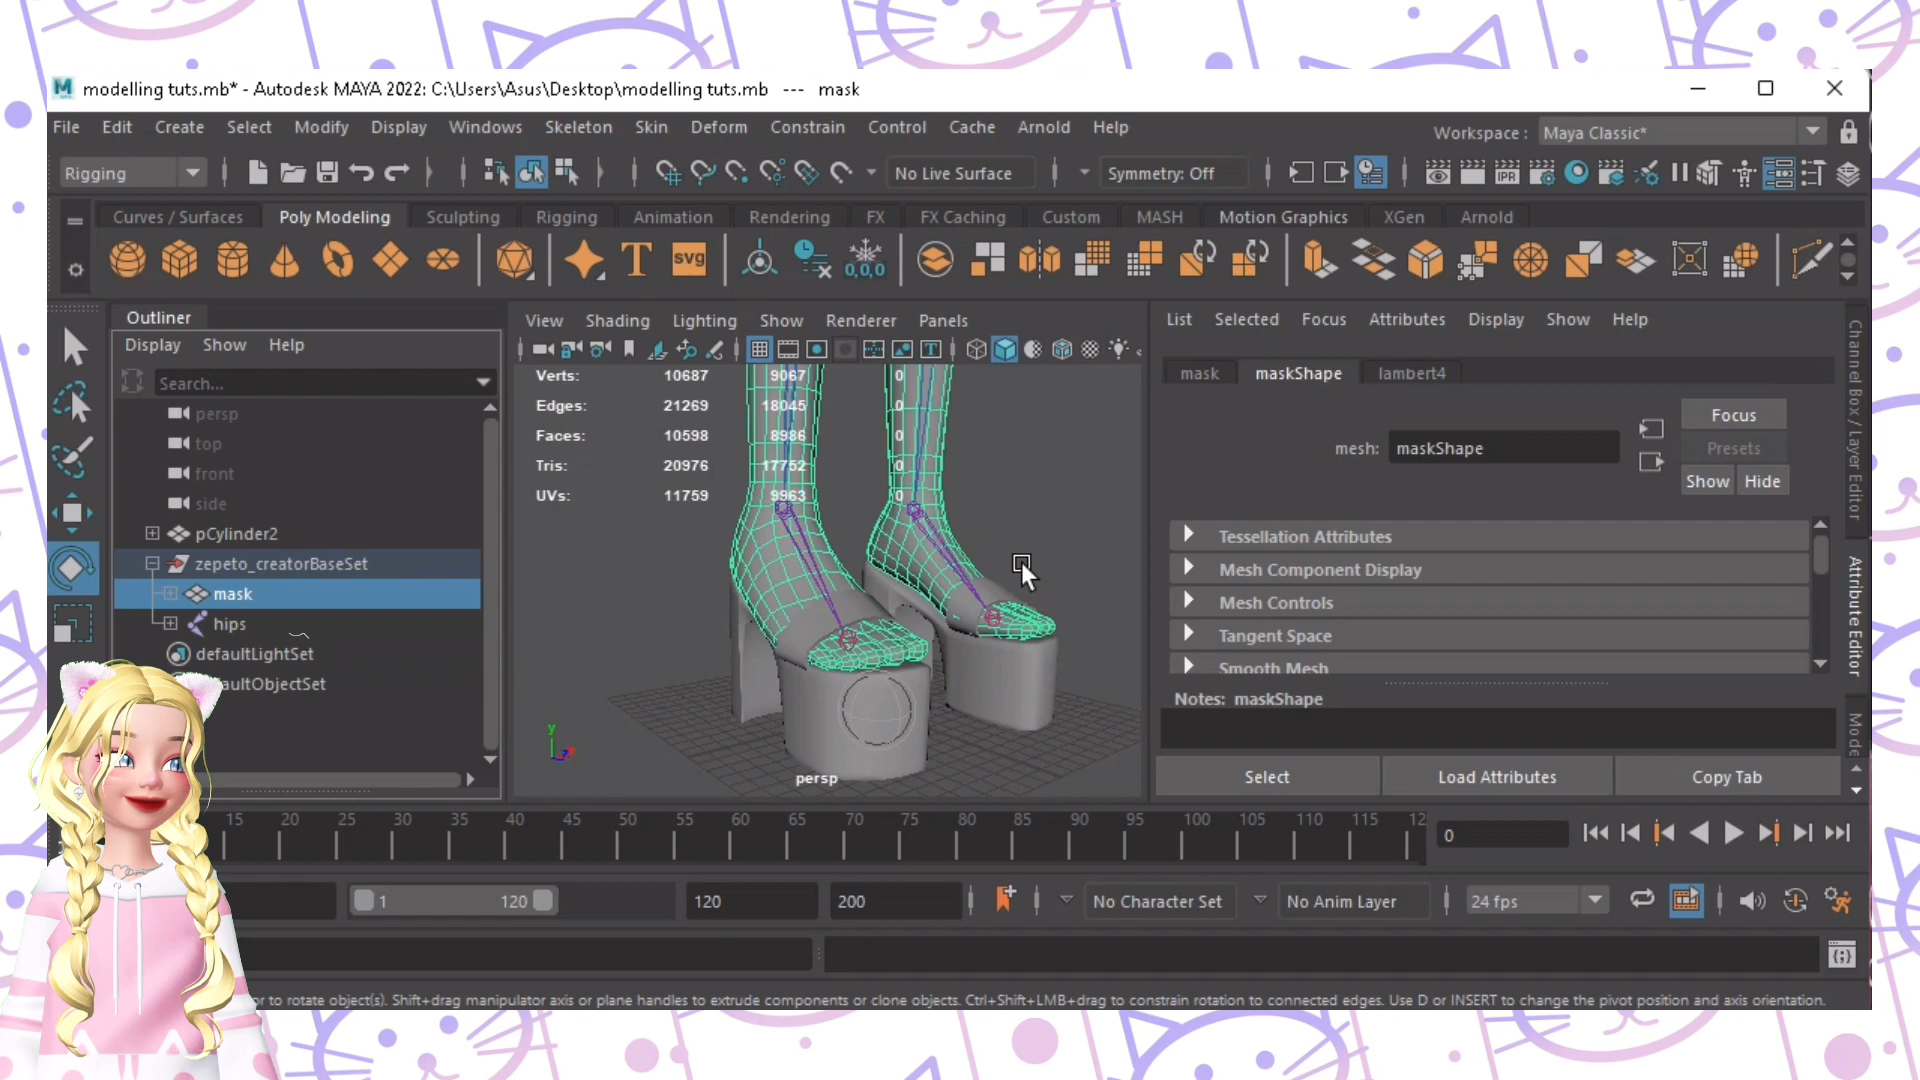 modelling tuts.mb* - Autodesk MAYA 2022: C:\Users\Asus\Desktop\modelling tuts.mb --- mask
File Edit Create Select Modify Display Windows Skeleton Skin Deform Constrain Control Cache Arnold Help
Workspace : Maya Classic*
Rigging
No Live Surface
Symmetry: Off
IPR
Curves / Surfaces Poly Modeling Sculpting Rigging Animation Rendering FX FX Caching Custom MASH Motion Graphics XGen Arnold
T svg 0,0,0
Outliner
Display Show Help
Search...
persp
top
front
side
pCylinder2
zepeto_creatorBaseSet
mask
hips
defaultLightSet
aultObjectSet
View Shading Lighting Show Renderer Panels
Verts: 10687 9067 0
Edges: 21269 18045 0
Faces: 10598 8986 0
Tris: 20976 17752 0
UVs: 11759 9963 0
y
z
persp
List Selected Focus Attributes Display Show Help
mask maskShape lambert4
mesh: maskShape
Focus
Presets
Show Hide
Tessellation Attributes
Mesh Component Display
Mesh Controls
Tangent Space
Smooth Mesh
Notes: maskShape
Select Load Attributes Copy Tab
Channel Box / Layer Editor
Attribute Editor
Mode
15 20 25 30 35 40 45 50 55 60 65 70 75 80 85 90 95 100 105 110 115 12
0
1 120 120 200
No Character Set No Anim Layer 24 fps
or to rotate object(s). Shift+drag manipulator axis or plane handles to extrude components or clone objects. Ctrl+Shift+LMB+drag to constrain rotation to connected edges. Use D or INSERT to change the pivot position and axis orientation.